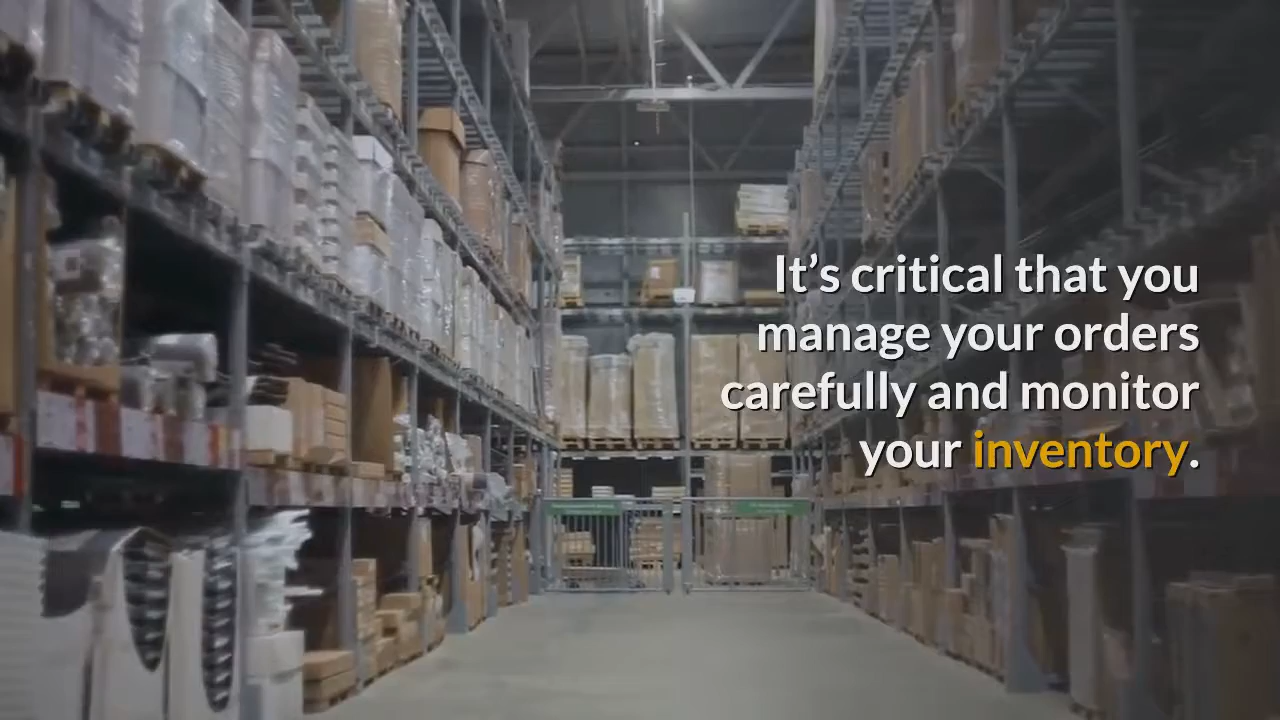 It’s critical that you
manage your orders
carefully and monitor
your inventory.